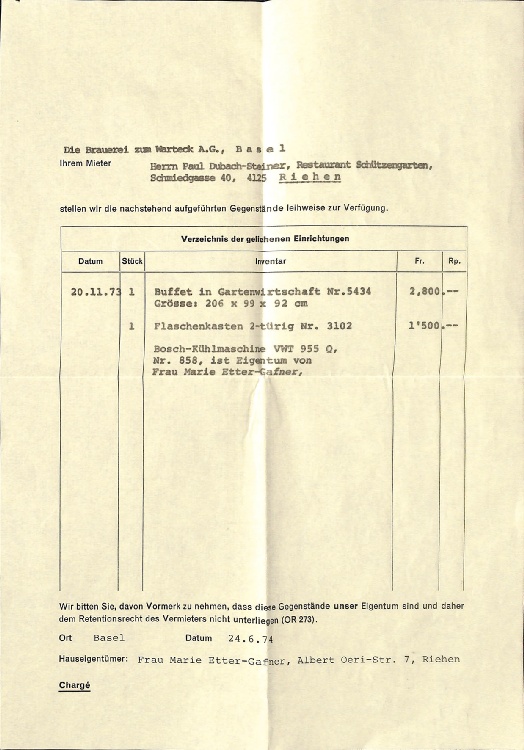 Die Brauerei zum Warteck A.G., Basel
Ihrem Mieter Herrn Paul Dubach-Steiner, Restaurant Schützengarten,
Schmiedgasse 40, 4125 Riehen
stellen wir die nachstehend aufgeführten Gegenstände leihweise zur Verfügung.
Verzeichnis der geliehenen Einrichtungen
Datum Stück Inventar Fr. Rp.
20.11.73 1 Buffet in Gartenwirtschaft Nr.5434 2,800.--
Grösse: 206 x 99 x 92 cm
1 Flaschenkasten 2-türig Nr. 3102 1'500.--
Bosch-Kühlmaschine VWT 955 Q,
Nr. 858, ist Eigentum von
Frau Marie Etter-Gafner,
Wir bitten Sie, davon Vormerk zu nehmen, dass diese Gegenstände unser Eigentum sind und daher
dem Retentionsrecht des Vermieters nicht unterliegen (OR 273).
Ort Basel Datum 24.6.74
Hauseigentümer: Frau Marie Etter-Gafner, Albert Oeri-Str. 7, Riehen
Chargé